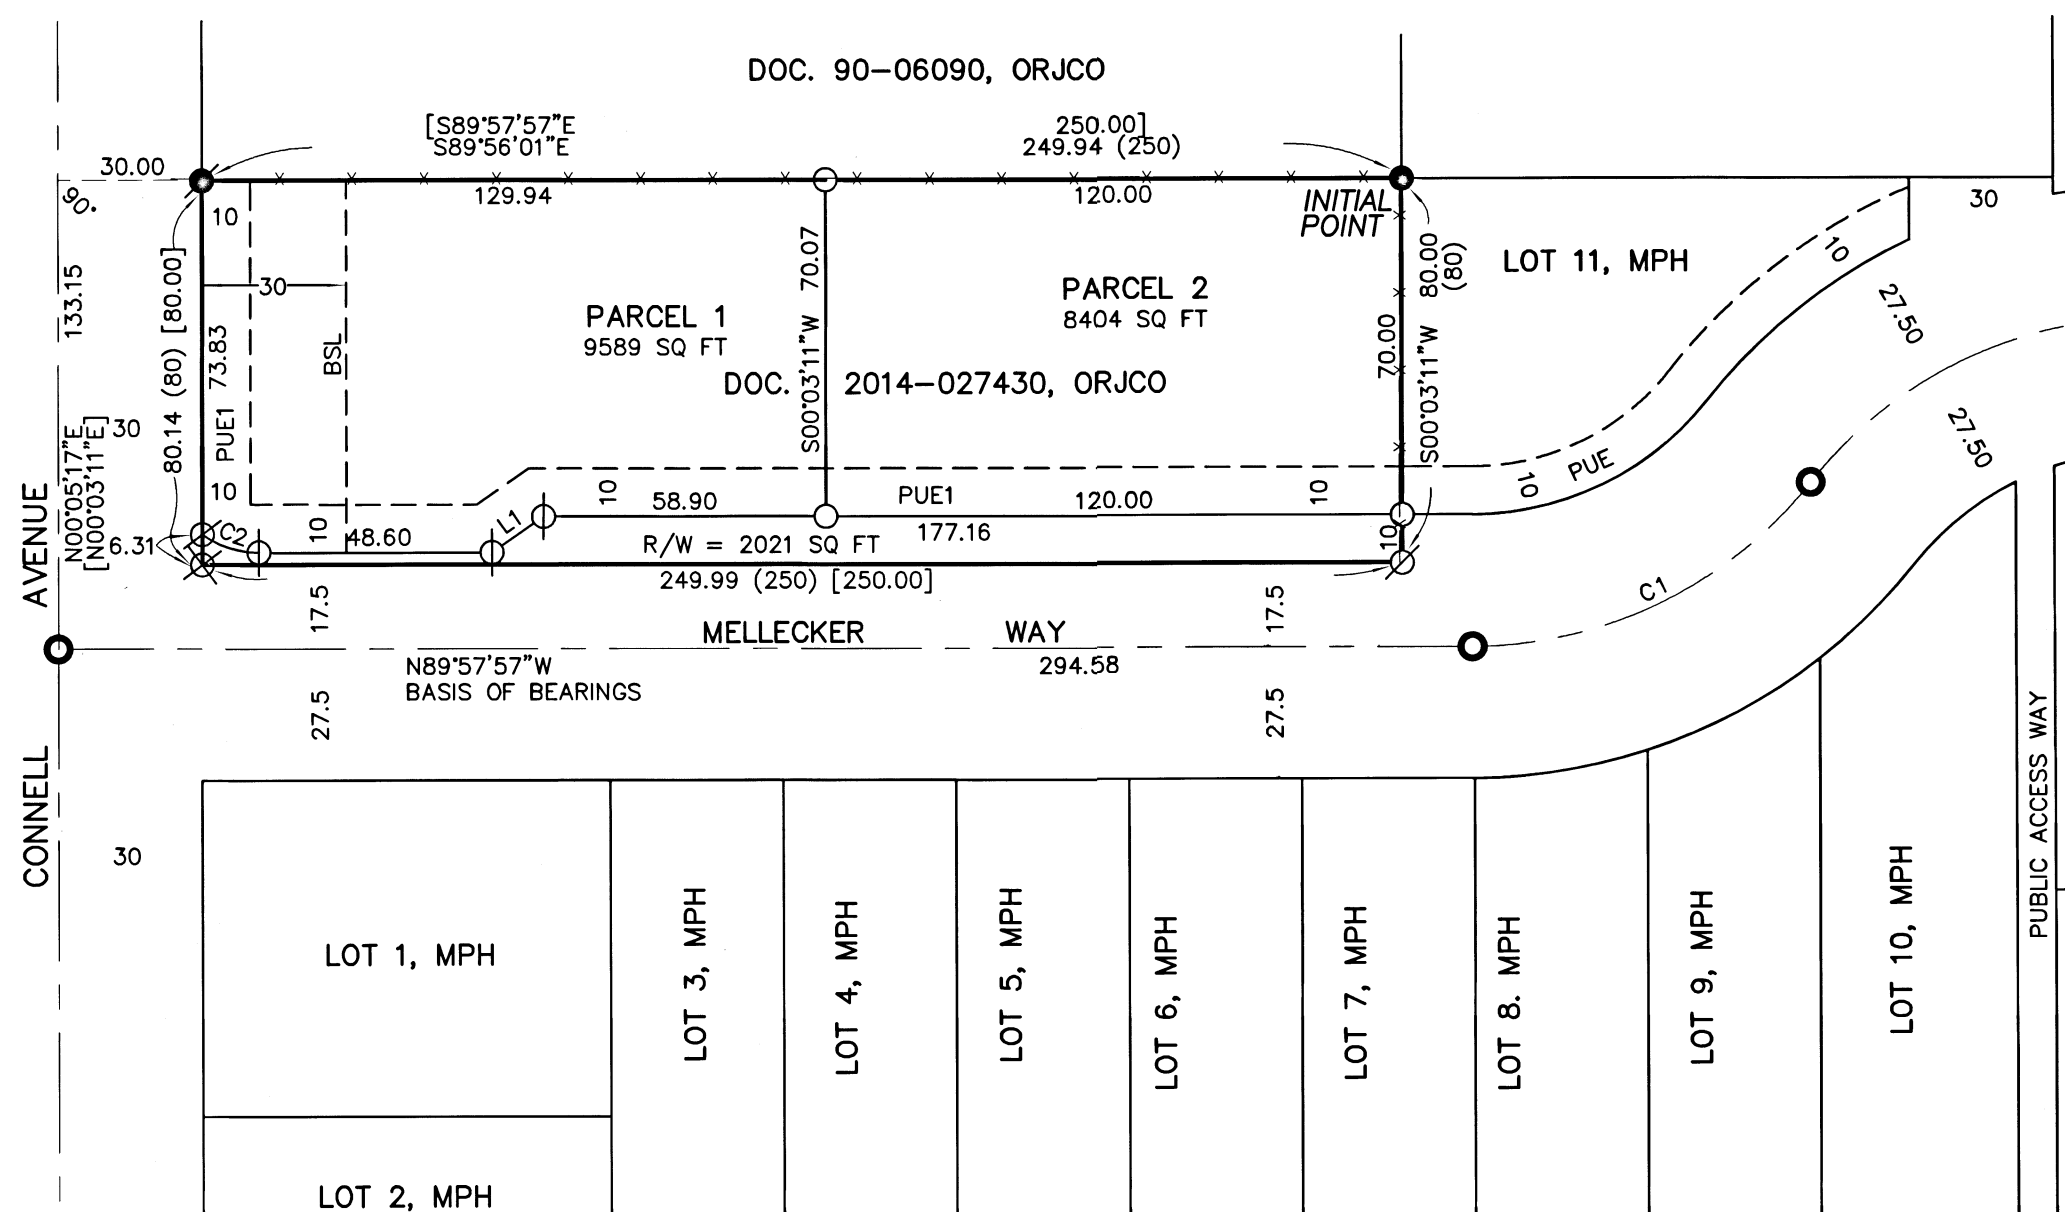 DOC. 90-06090, ORJCO
[S89°57'57"E 250.00]
S89°56'01"E 249.94 (250)
30.00
90°
129.94
120.00
INITIAL
POINT
10
30
BSL
PUE1
73.83
10
80.14 (80) [80.00]
133.15
30
N00°05'17"E
[N00°03'11"E]
6.31
C2
10
48.60
L1
10
58.90
PUE1
120.00
10
177.16
10
R/W = 2021 SQ FT
249.99 (250) [250.00]
PARCEL 1
9589 SQ FT
S00°03'11"W 70.07
PARCEL 2
8404 SQ FT
DOC. 2014-027430, ORJCO
70.00
S00°03'11"W 80.00
(80)
LOT 11, MPH
10
PUE
10
30
27.50
27.50
C1
17.5
17.5
MELLECKER WAY
N89°57'57"W 294.58
BASIS OF BEARINGS
27.5
27.5
CONNELL AVENUE
30
LOT 1, MPH
LOT 2, MPH
LOT 3, MPH
LOT 4, MPH
LOT 5, MPH
LOT 6, MPH
LOT 7, MPH
LOT 8. MPH
LOT 9, MPH
LOT 10, MPH
PUBLIC ACCESS WAY